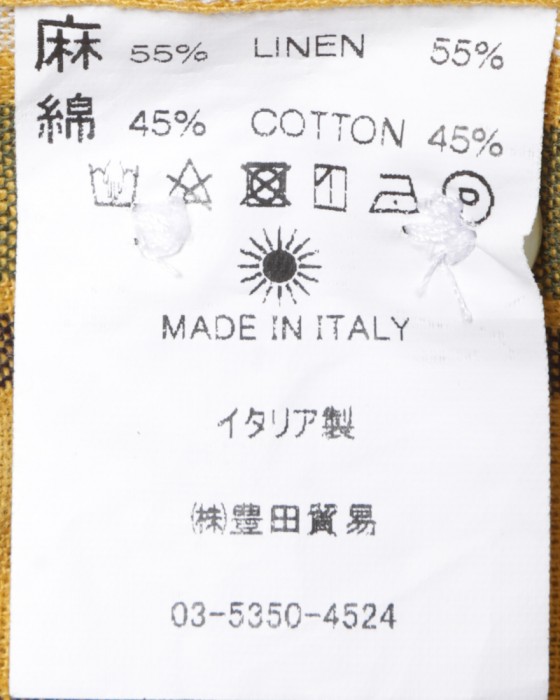 麻 55% LINEN 55%
綿 45% COTTON 45%
P
MADE IN ITALY
イタリア製
㈱豊田貿易
03-5350-4524